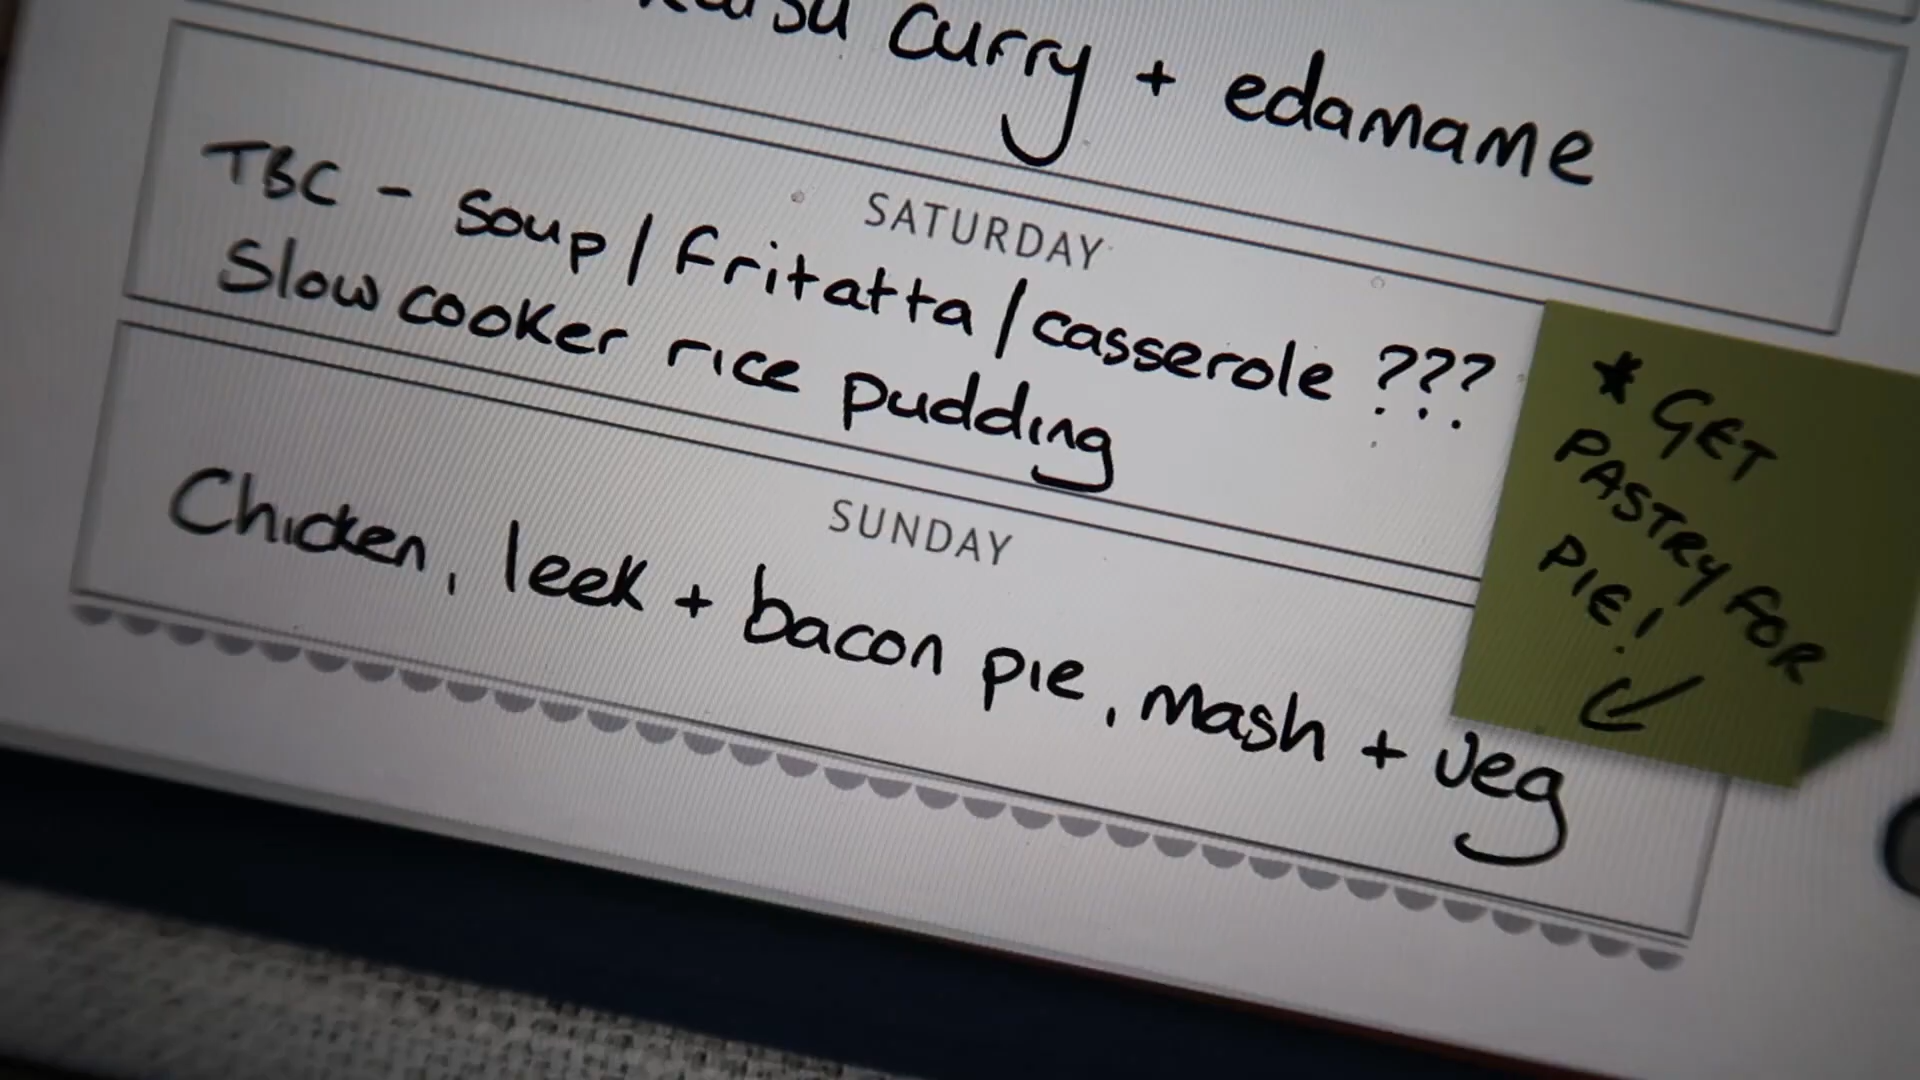 curry + edamame
SATURDAY
TBC - Soup / fritatta / casserole ???
Slow cooker rice pudding
SUNDAY
Chicken, leek + bacon pie, mash + veg
* GET
PASTRY FOR
PIE!